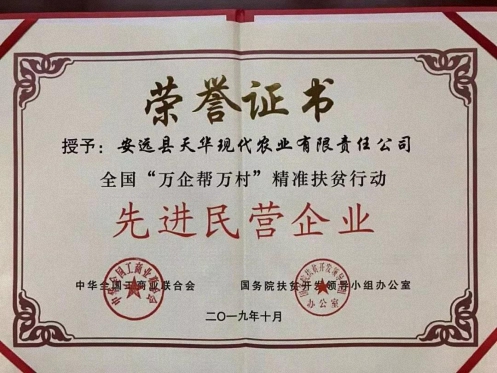 荣誉证书
授予：安远县天华现代农业有限责任公司
全国“万企帮万村”精准扶贫行动
先进民营企业
中华全国工商业联合会 国务院扶贫开发领导小组办公室
二〇一九年十月